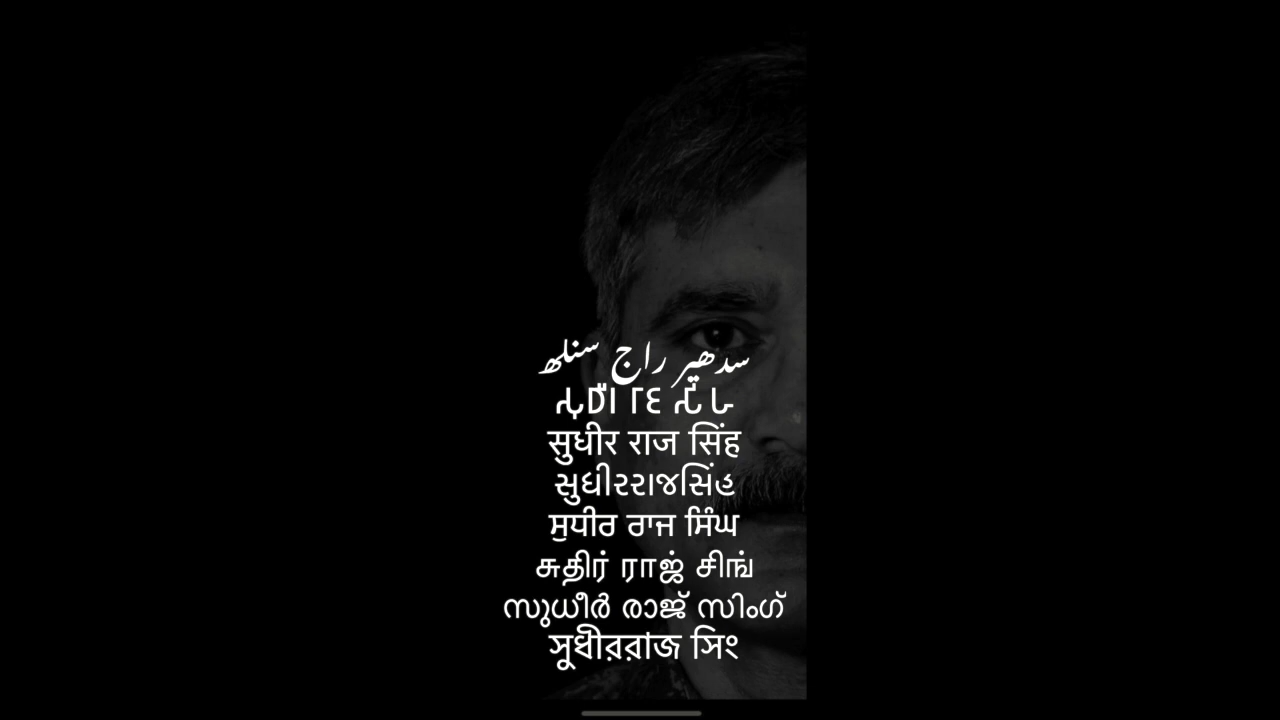 سدھیر راج سنلھ
सुधीर राज सिंह
સુધીરરાજસિંહ
ਸੁਧੀਰ ਰਾਜ ਸਿੰਘ
சுதிர் ராஜ் சிங்
സുധീർ രാജ് സിംഗ്
সুধীররাজ সিং